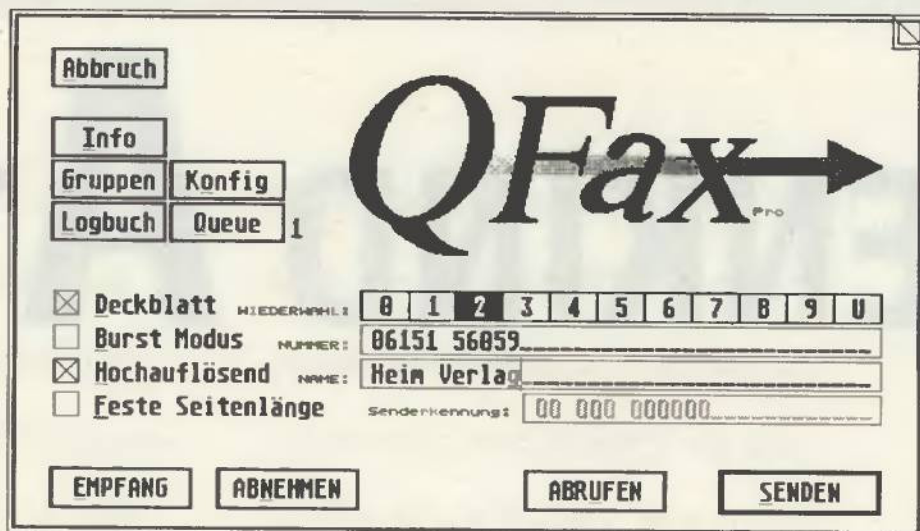 Abbruch
QFax
Pro
Info
Gruppen Konfig
Logbuch Queue 1
Deckblatt WIEDERWAHL: 0 1 2 3 4 5 6 7 8 9 U
Burst Modus NUMMER: 06151 56059
Hochauflösend NAME: Heim Verlag
Feste Seitenlänge Senderkennung: 00 000 000000
EMPFANG ABNEHMEN ABRUFEN SENDEN